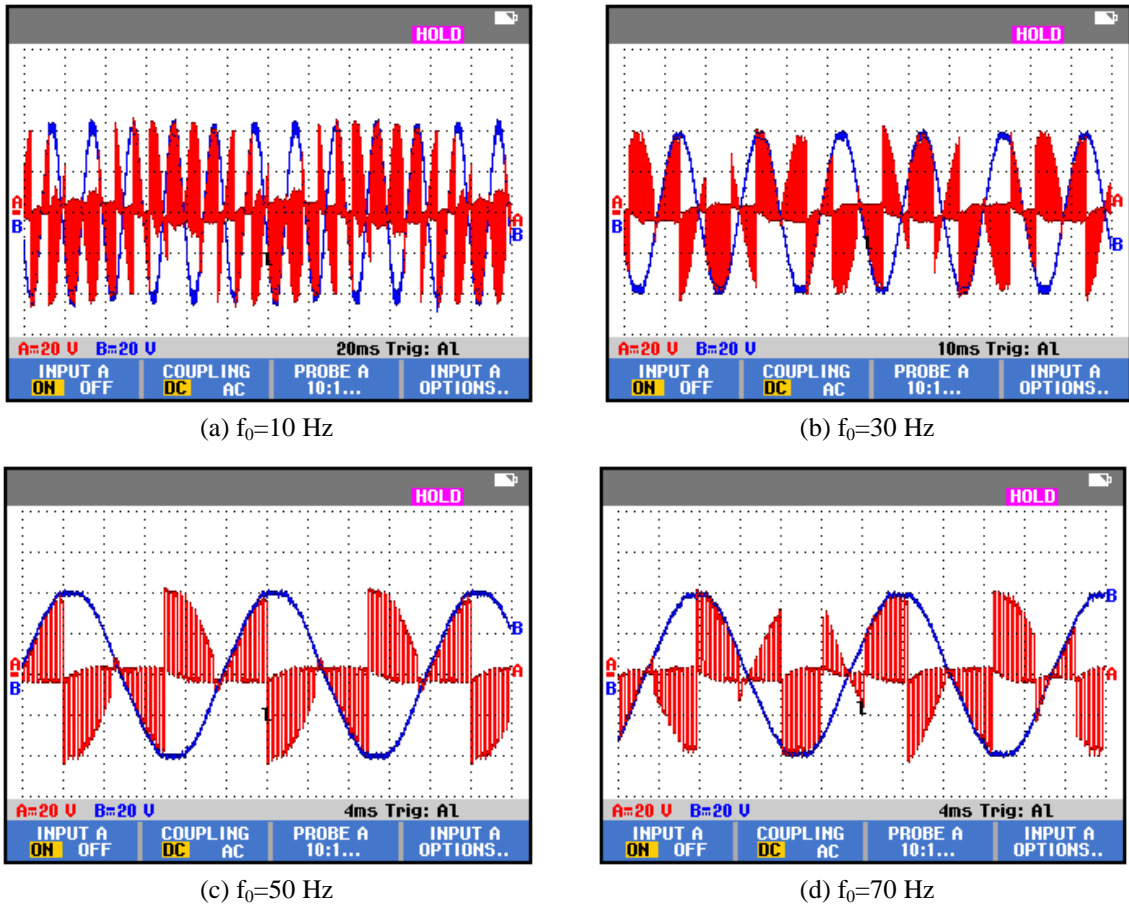 HOLD
A
B
A
B
A=20 V B=20 V 20ms Trig: A
INPUT A COUPLING PROBE A INPUT A
ON OFF DC AC 10:1... OPTIONS..
(a) f₀=10 Hz
HOLD
A
B
A
B
A=20 V B=20 V 10ms Trig: A
INPUT A COUPLING PROBE A INPUT A
ON OFF DC AC 10:1... OPTIONS..
(b) f₀=30 Hz
HOLD
A
B
B
A
A=20 V B=20 V 4ms Trig: A
INPUT A COUPLING PROBE A INPUT A
ON OFF DC AC 10:1... OPTIONS..
(c) f₀=50 Hz
HOLD
A
B
B
A
A=20 V B=20 V 4ms Trig: A
INPUT A COUPLING PROBE A INPUT A
ON OFF DC AC 10:1... OPTIONS..
(d) f₀=70 Hz